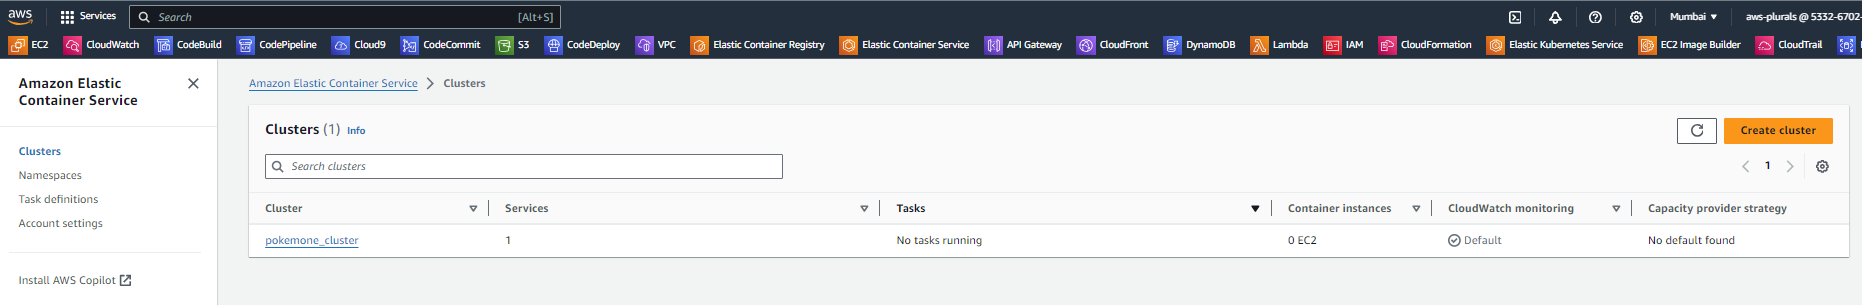 aws Services Search [Alt+S] Mumbai aws-plurals @ 5332-6702-
EC2 CloudWatch CodeBuild CodePipeline Cloud9 CodeCommit S3 CodeDeploy VPC Elastic Container Registry Elastic Container Service API Gateway CloudFront DynamoDB Lambda IAM CloudFormation Elastic Kubernetes Service EC2 Image Builder CloudTrail
Amazon Elastic
Container Service
Clusters
Namespaces
Task definitions
Account settings
Install AWS Copilot
Amazon Elastic Container Service Clusters
Clusters (1) Info
Create cluster
Search clusters
1
Cluster Services Tasks Container instances CloudWatch monitoring Capacity provider strategy
pokemone_cluster 1 No tasks running 0 EC2 Default No default found